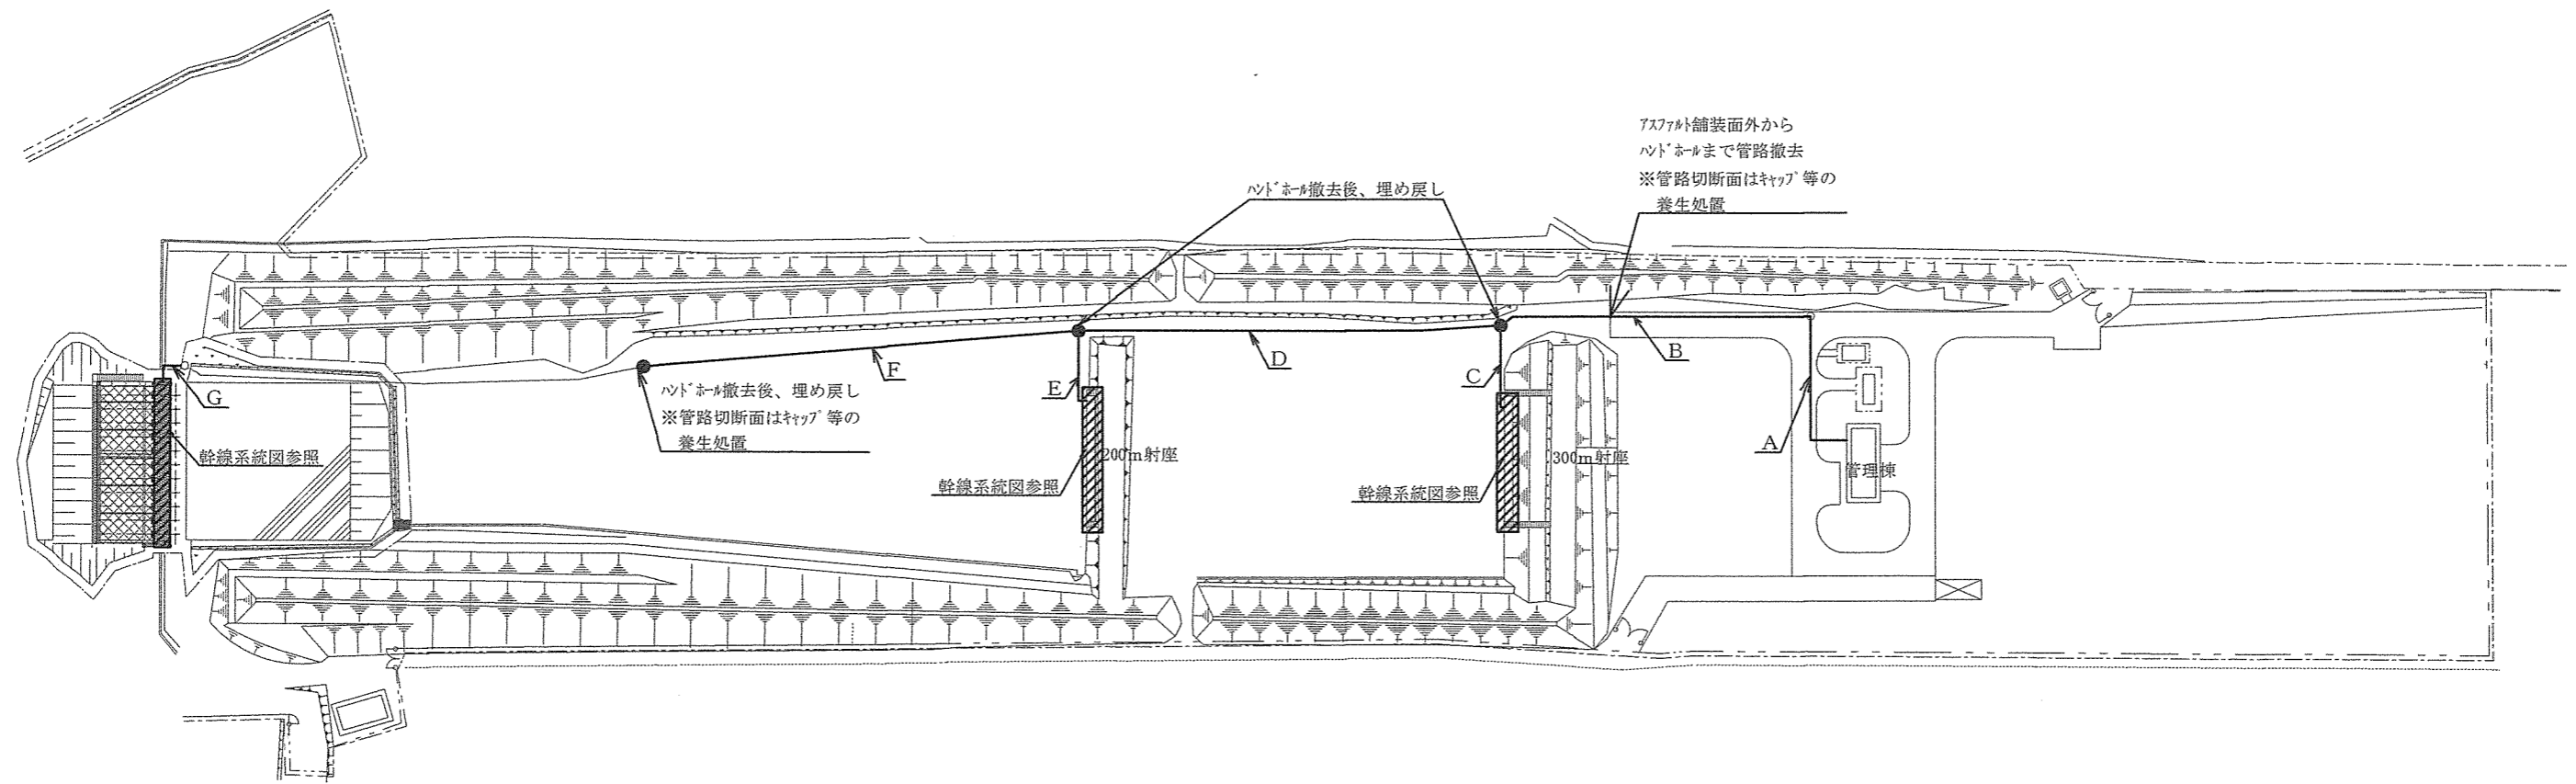 アスファルト舗装面外から
ハンドホールまで管路撤去
※管路切断面はキャップ等の
養生処置
ハンドホール撤去後、埋め戻し
B
D
F
C
E
G
ハンドホール撤去後、埋め戻し
※管路切断面はキャップ等の
養生処置
A
幹線系統図参照
200m射座
300m射座
管理棟
幹線系統図参照
幹線系統図参照